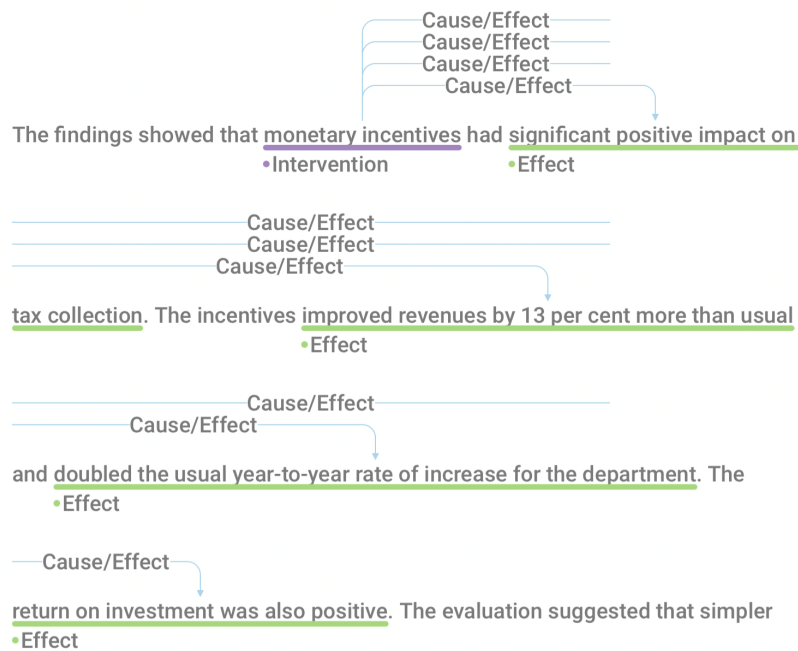 Cause/Effect
Cause/Effect
Cause/Effect
Cause/Effect
The findings showed that monetary incentives had significant positive impact on
Intervention Effect
Cause/Effect
Cause/Effect
Cause/Effect
tax collection. The incentives improved revenues by 13 per cent more than usual
Effect
Cause/Effect
Cause/Effect
and doubled the usual year-to-year rate of increase for the department. The
Effect
Cause/Effect
return on investment was also positive. The evaluation suggested that simpler
Effect